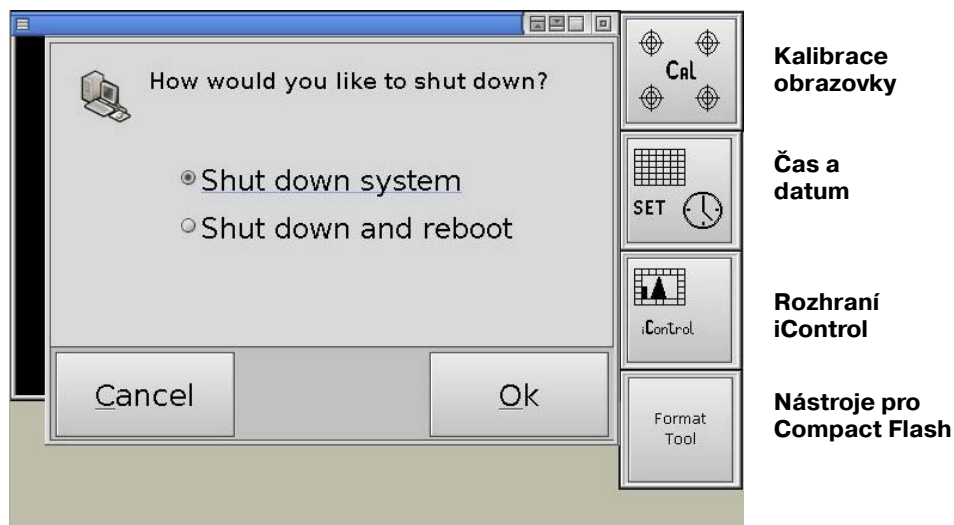 How would you like to shut down?
Shut down system
Shut down and reboot
Cancel
Ok
Cal
SET
iControl
Format
Tool
Kalibrace
obrazovky
Čas a
datum
Rozhraní
iControl
Nástroje pro
Compact Flash